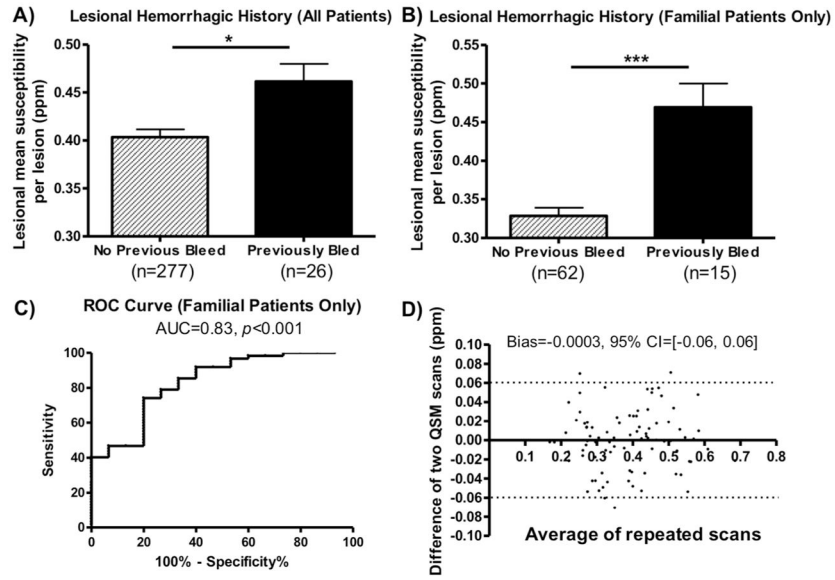 A)
Lesional Hemorrhagic History (All Patients)
Lesional mean susceptibility
per lesion (ppm)
0.50
0.45
0.40
0.35
0.30
*
No Previous Bleed
Previously Bled
(n=277)
(n=26)
B)
Lesional Hemorrhagic History (Familial Patients Only)
Lesional mean susceptibility
per lesion (ppm)
0.55
0.50
0.45
0.40
0.35
0.30
***
No Previous Bleed
Previously Bled
(n=62)
(n=15)
C)
ROC Curve (Familial Patients Only)
AUC=0.83, p<0.001
Sensitivity
100
80
60
40
20
0
0 20 40 60 80 100
100% - Specificity%
D)
Difference of two QSM scans (ppm)
Bias=-0.0003, 95% CI=[-0.06, 0.06]
0.10
0.08
0.06
0.04
0.02
0.00
-0.02
-0.04
-0.06
-0.08
-0.10
0.1 0.2 0.3 0.4 0.5 0.6 0.7 0.8
Average of repeated scans